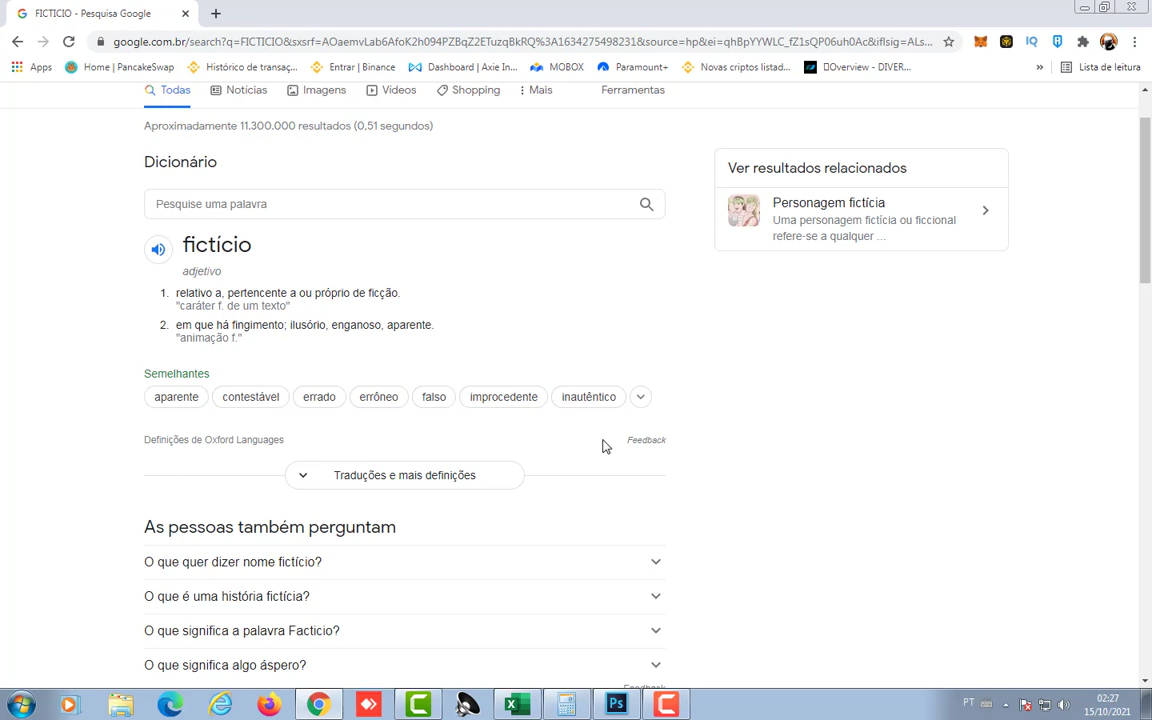 FICTICIO - Pesquisa Google
google.com.br/search?q=FICTICIO&sxsrf=AOaemvLab6AfoK2h094PZBqZ2ETuzqBkRQ%3A1634275498231&source=hp&ei=qhBpYYWLC_fZ1sQP06uh0Ac&iflsig=ALs...
Apps Home | PancakeSwap Histórico de transaç... Entrar | Binance Dashboard | Axie In... MOBOX Paramount+ Novas criptos listad... Overview - DIVER... » Lista de leitura
Todas Notícias Imagens Vídeos Shopping Mais Ferramentas
Aproximadamente 11.300.000 resultados (0,51 segundos)
Dicionário
Pesquise uma palavra
fictício
adjetivo
1. relativo a, pertencente a ou próprio de ficção.
"caráter f. de um texto"
2. em que há fingimento; ilusório, enganoso, aparente.
"animação f."
Semelhantes
aparente contestável errado errôneo falso improcedente inautêntico
Definições de Oxford Languages Feedback
Traduções e mais definições
As pessoas também perguntam
O que quer dizer nome fictício?
O que é uma história fictícia?
O que significa a palavra Facticio?
O que significa algo áspero?
Feedback
Ver resultados relacionados
Personagem fictícia
Uma personagem fictícia ou ficcional
refere-se a qualquer ...
IQ
Ps
PT
02:27
15/10/2021